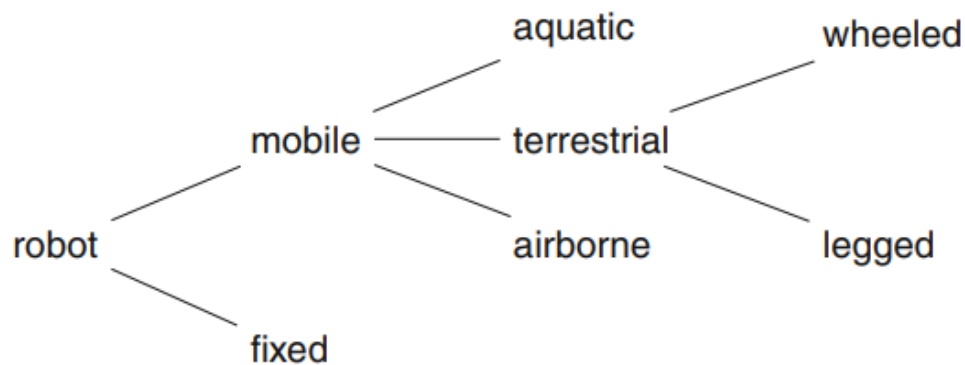 aquatic
wheeled
mobile
terrestrial
robot
airborne
legged
fixed